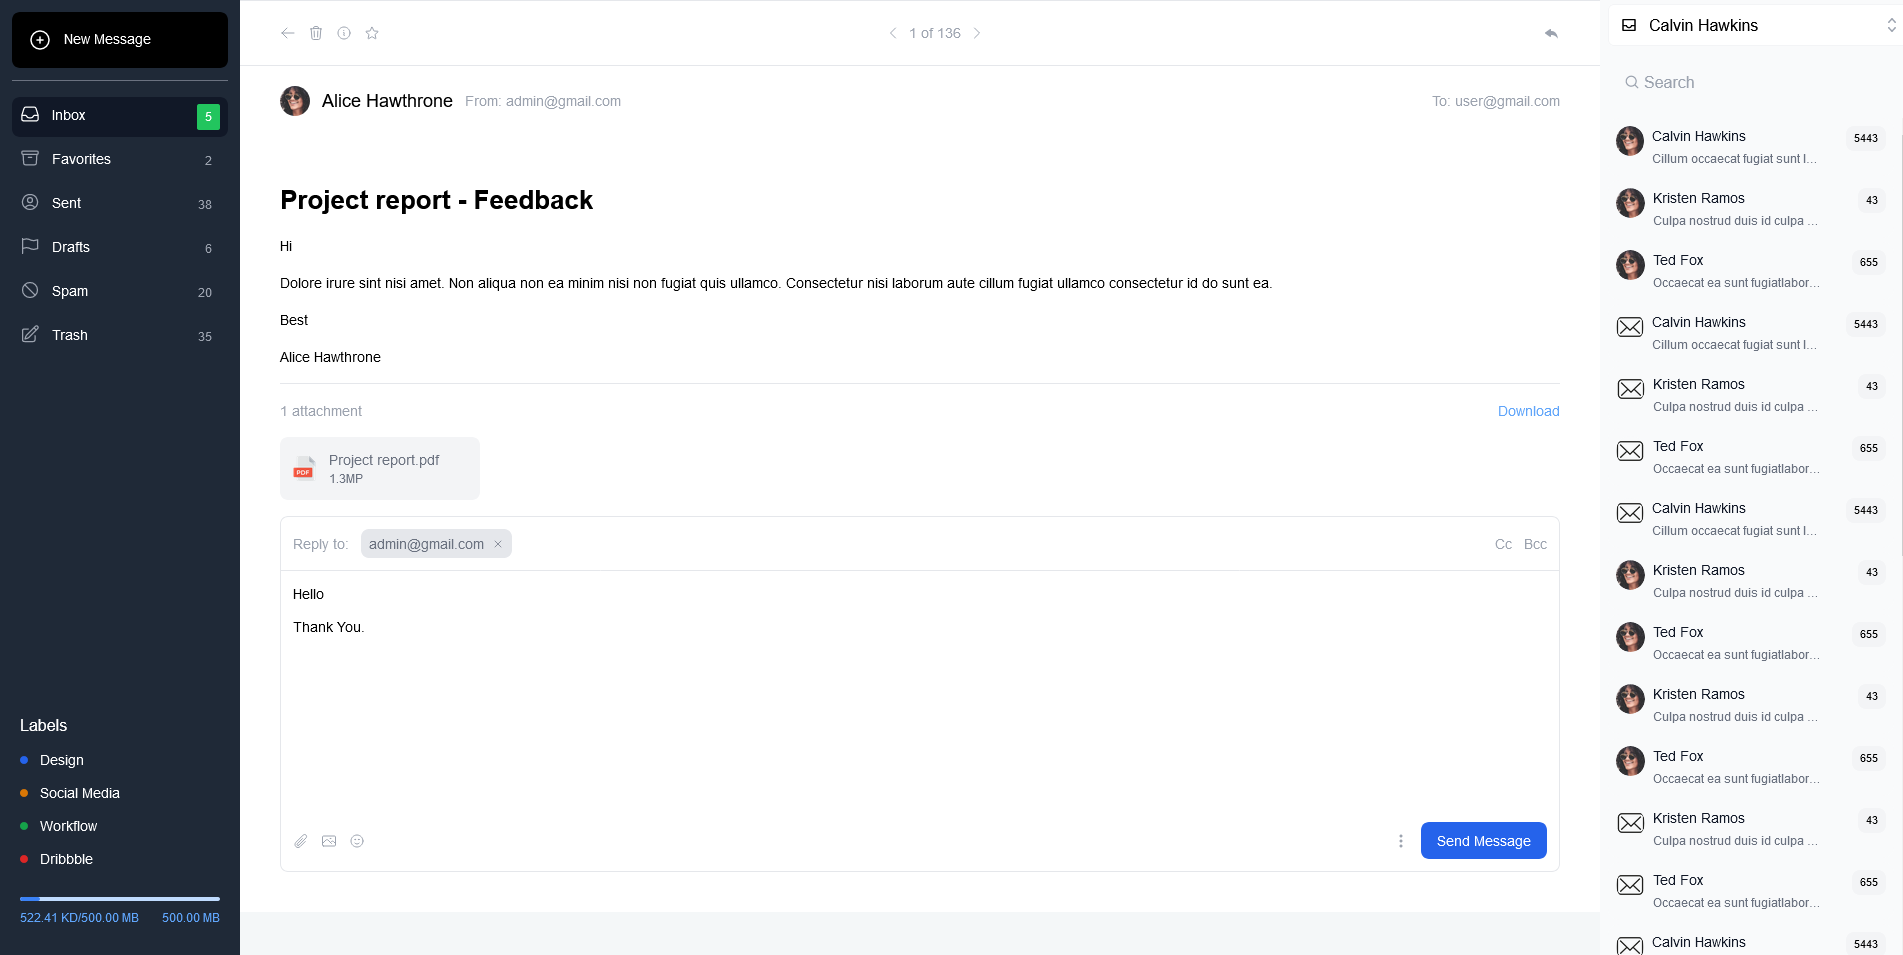 New Message
Inbox
5
Favorites
2
Sent
38
Drafts
6
Spam
20
Trash
35
Labels
Design
Social Media
Workflow
Dribbble
522.41 KD/500.00 MB
500.00 MB
1 of 136
Alice Hawthrone
From: admin@gmail.com
To: user@gmail.com
Project report - Feedback
Hi
Dolore irure sint nisi amet. Non aliqua non ea minim nisi non fugiat quis ullamco. Consectetur nisi laborum aute cillum fugiat ullamco consectetur id do sunt ea.
Best
Alice Hawthrone
1 attachment
Download
PDF
Project report.pdf
1.3MP
Reply to:
admin@gmail.com
Cc
Bcc
Hello
Thank You.
Send Message
Calvin Hawkins
Search
Calvin Hawkins
5443
Cillum occaecat fugiat sunt l…
Kristen Ramos
43
Culpa nostrud duis id culpa …
Ted Fox
655
Occaecat ea sunt fugiatlabor…
Calvin Hawkins
5443
Cillum occaecat fugiat sunt l…
Kristen Ramos
43
Culpa nostrud duis id culpa …
Ted Fox
655
Occaecat ea sunt fugiatlabor…
Calvin Hawkins
5443
Cillum occaecat fugiat sunt l…
Kristen Ramos
43
Culpa nostrud duis id culpa …
Ted Fox
655
Occaecat ea sunt fugiatlabor…
Kristen Ramos
43
Culpa nostrud duis id culpa …
Ted Fox
655
Occaecat ea sunt fugiatlabor…
Kristen Ramos
43
Culpa nostrud duis id culpa …
Ted Fox
655
Occaecat ea sunt fugiatlabor…
Calvin Hawkins
5443